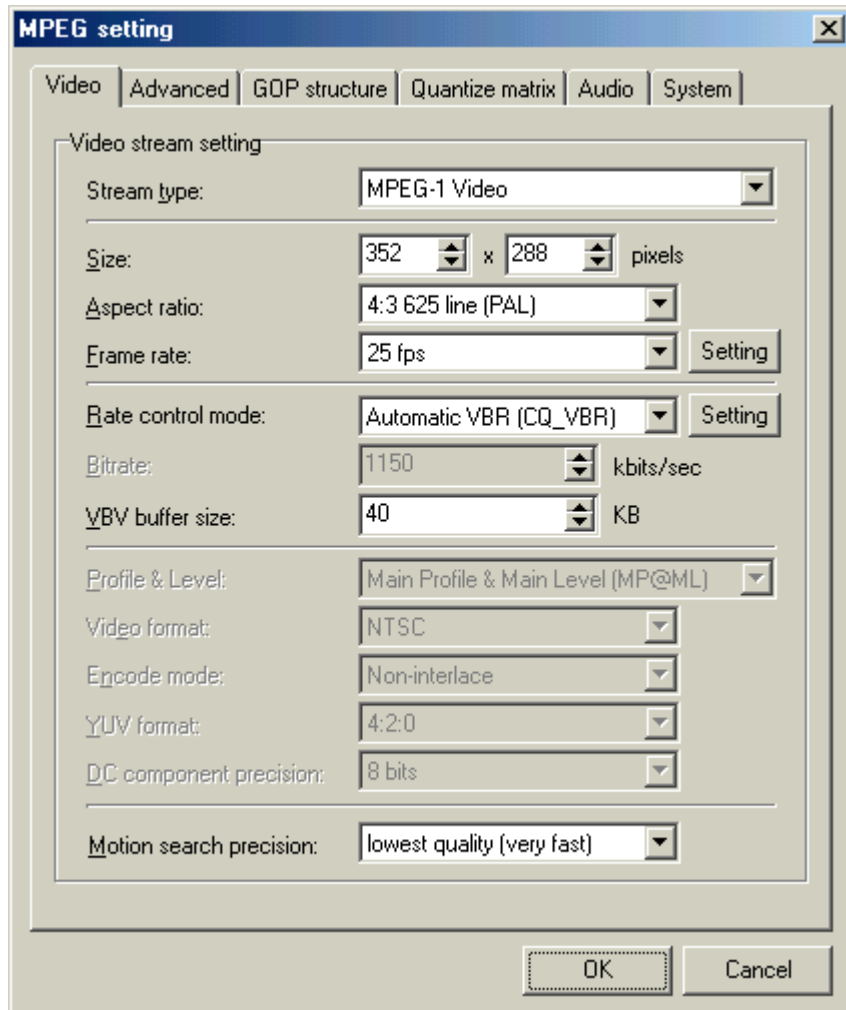 MPEG setting
Video Advanced GOP structure Quantize matrix Audio System
Video stream setting
Stream type: MPEG-1 Video
Size: 352 x 288 pixels
Aspect ratio: 4:3 625 line (PAL)
Frame rate: 25 fps Setting
Rate control mode: Automatic VBR (CQ_VBR) Setting
Bitrate: 1150 kbits/sec
VBV buffer size: 40 KB
Profile & Level: Main Profile & Main Level (MP@ML)
Video format: NTSC
Encode mode: Non-interlace
YUV format: 4:2:0
DC component precision: 8 bits
Motion search precision: lowest quality (very fast)
OK Cancel